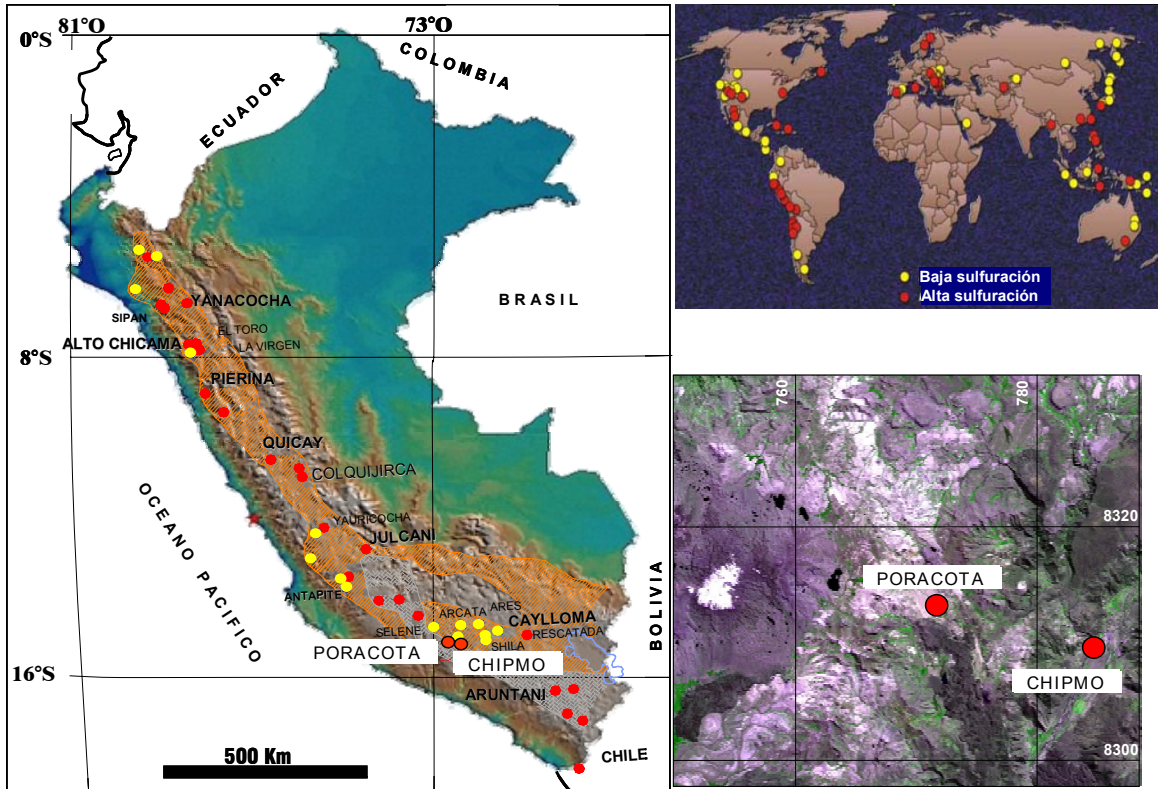 81°O
73°O
0°S
COLOMBIA
ECUADOR
BRASIL
YANACOCHA
SIPAN
EL TORO
ALTO CHICAMA
LA VIRGEN
8°S
PIERINA
QUICAY
COLQUIJIRCA
OCEANO PACIFICO
YAURICOCHA
JULCANI
BOLIVIA
ANTAPITE
ARCATA
ARES
CAYLLOMA
SELENE
RESCATADA
SHILA
PORACOTA
CHIPMO
16°S
ARUNTANI
500 Km
CHILE
Baja sulfuración
Alta sulfuración
760
780
8320
PORACOTA
CHIPMO
8300